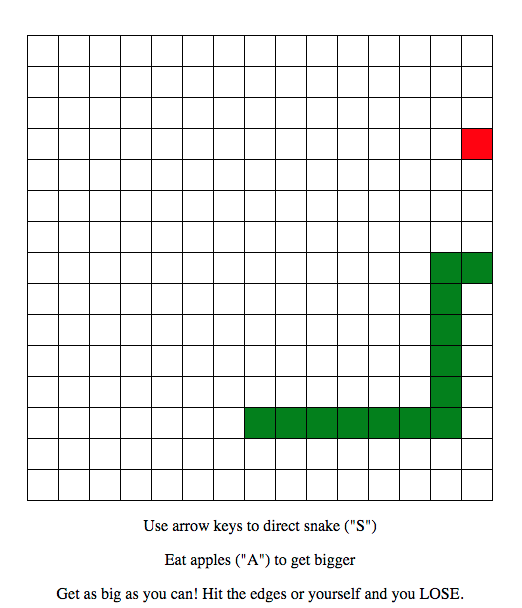 Use arrow keys to direct snake ("S")
Eat apples ("A") to get bigger
Get as big as you can! Hit the edges or yourself and you LOSE.